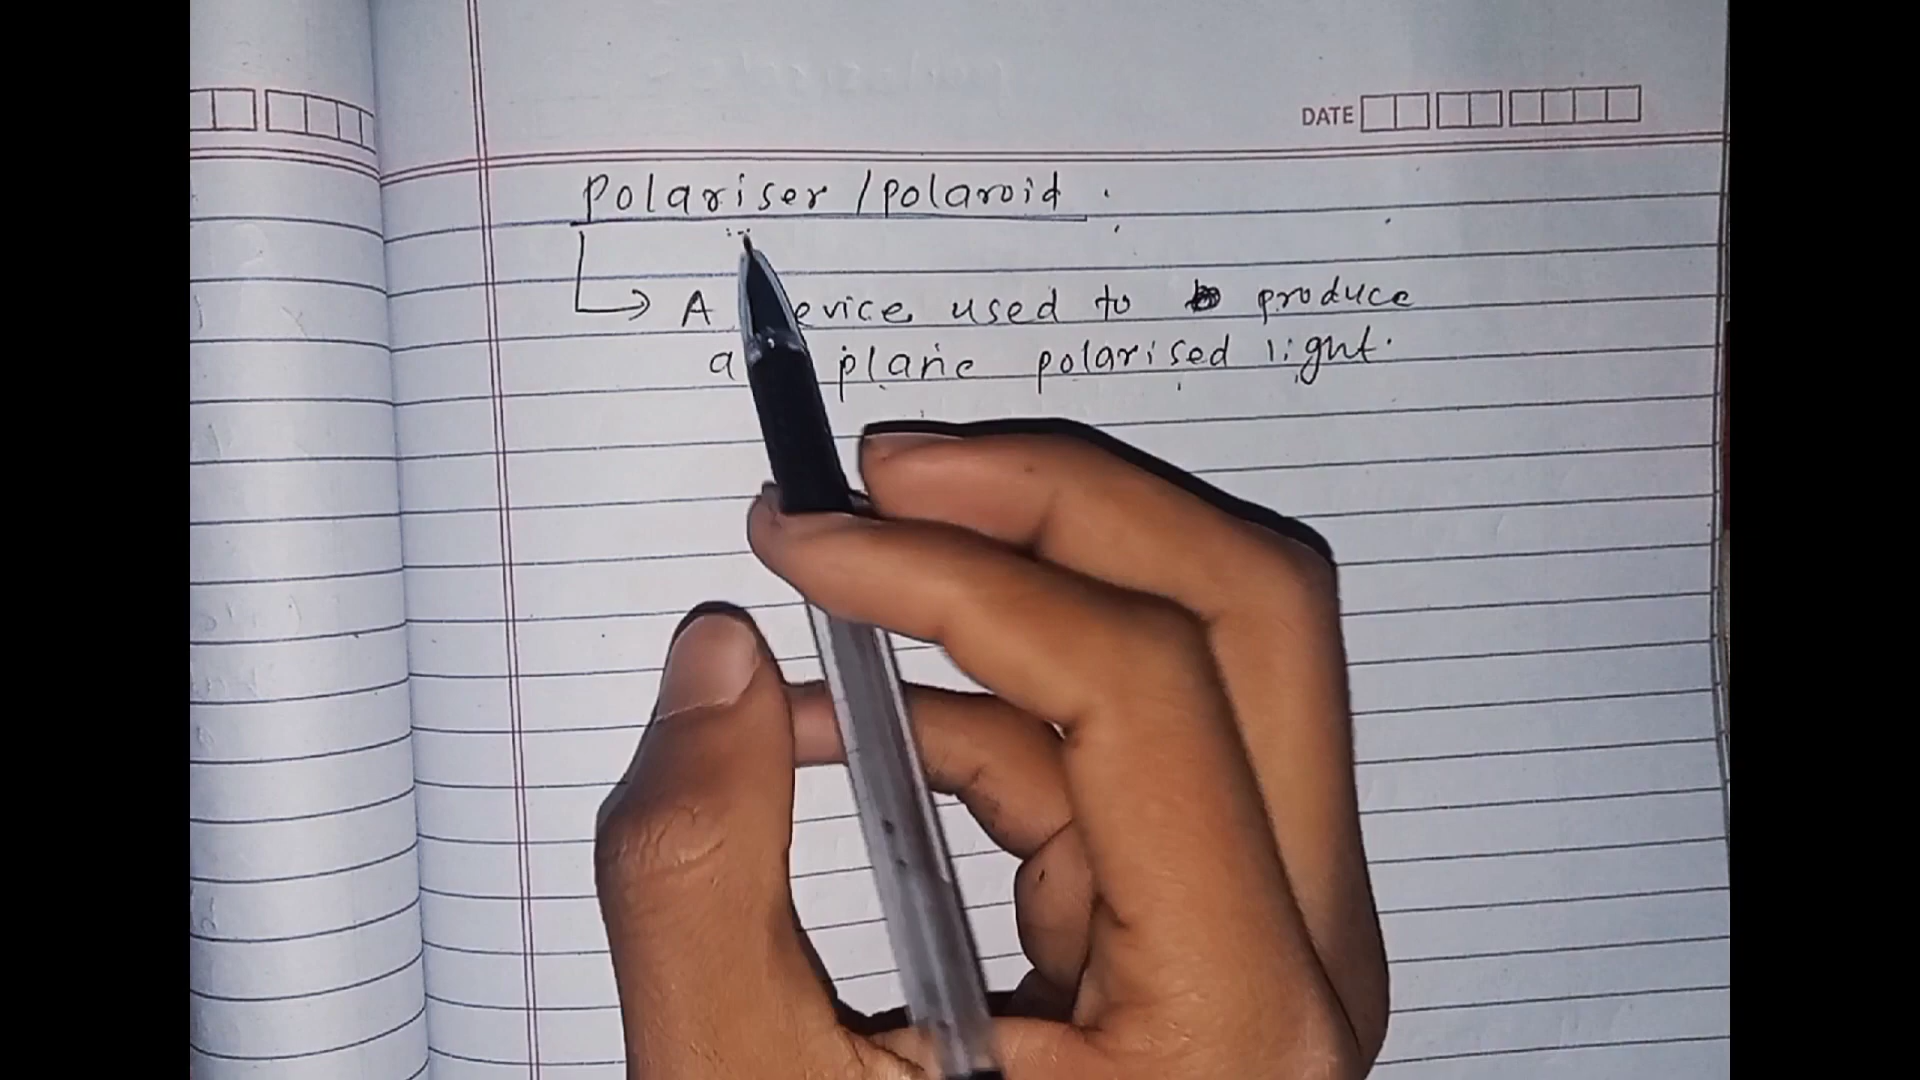 DATE
Polariser / polaroid
A evice used to produce
a plane polarised light.